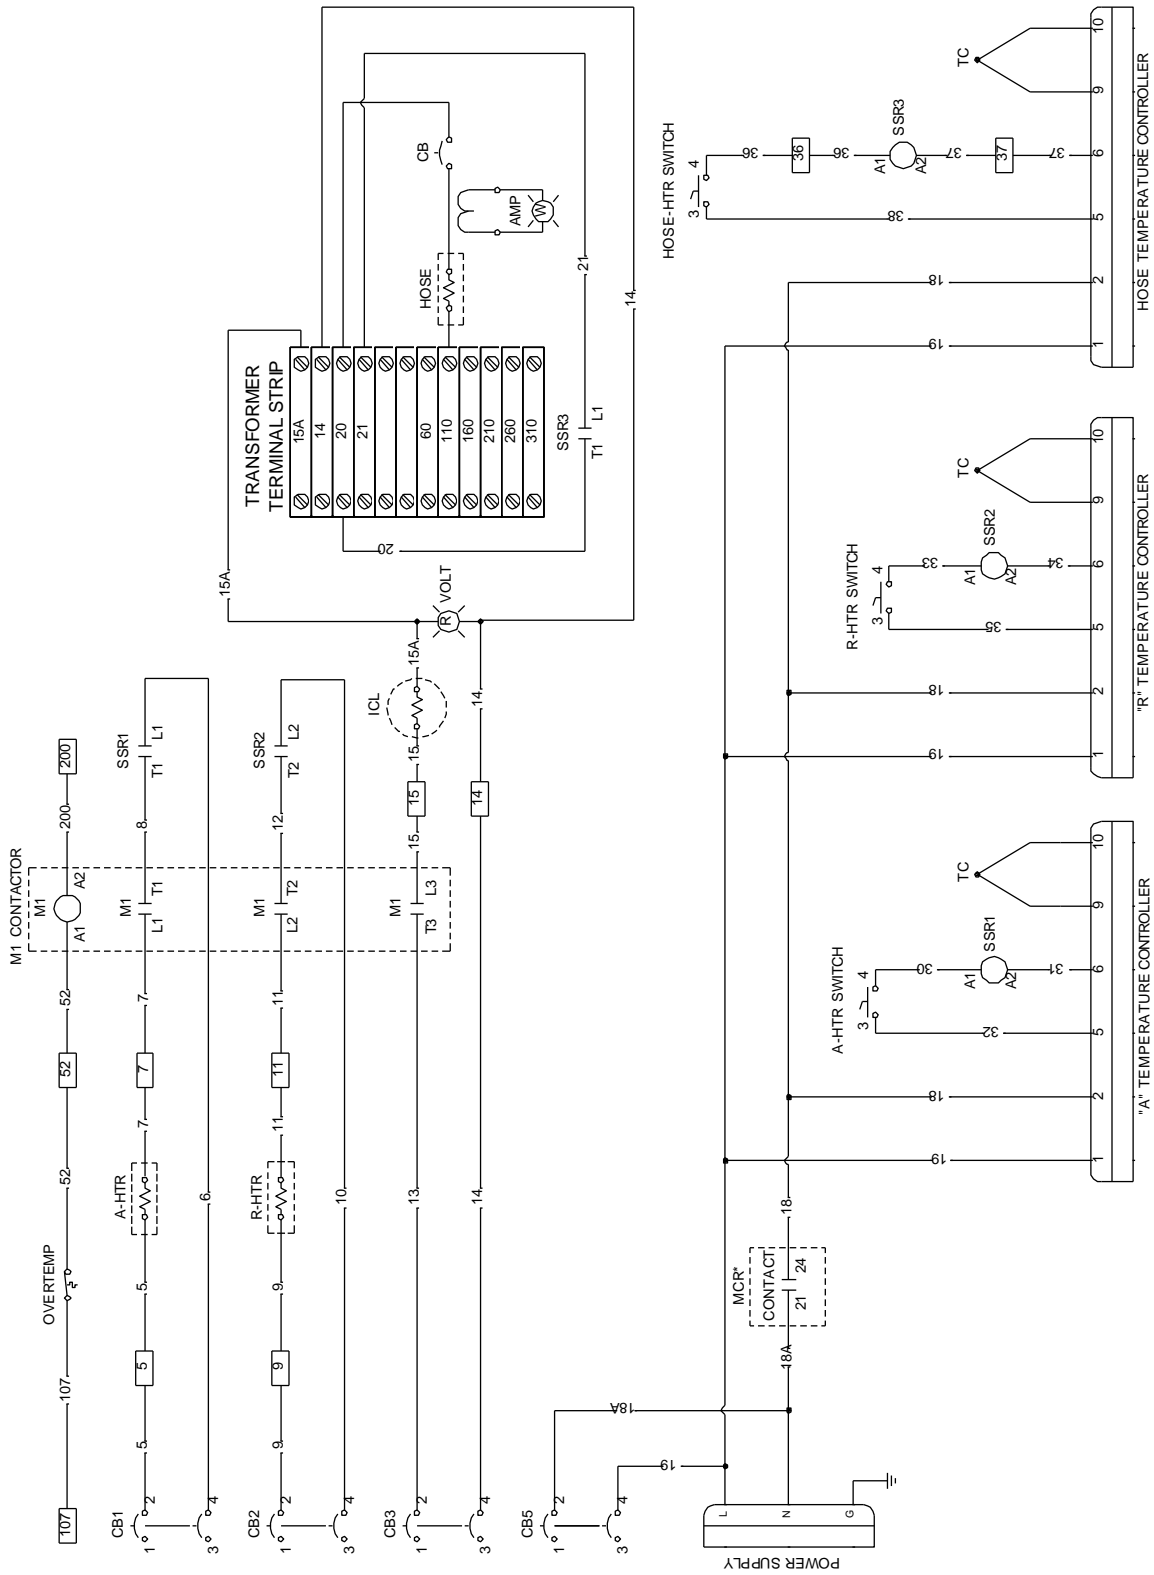 M1 CONTACTOR
M1
A1
A2
107
107
OVERTEMP
52
52
52
200
200
CB1
1
2
3
4
5
5
5
A-HTR
7
7
7
M1
L1
T1
8
SSR1
T1
L1
6
CB2
1
2
3
4
9
9
9
R-HTR
11
11
11
M1
L2
T2
12
SSR2
T2
L2
10
CB3
1
2
3
4
13
M1
T3
L3
15
15
15
ICL
15A
15A
14
14
14
14
R
VOLT
TRANSFORMER
TERMINAL STRIP
15A
14
20
21
60
110
160
210
260
310
20
21
HOSE
CB
AMP
W
SSR3
T1
L1
CB5
1
2
3
4
18A
19
POWER SUPPLY
L
N
G
18A
MCR*
CONTACT
21
24
18
A-HTR SWITCH
3
4
32
30
A1
SSR1
A2
31
19
18
TC
1
2
5
6
9
10
"A" TEMPERATURE CONTROLLER
R-HTR SWITCH
3
4
35
33
A1
SSR2
A2
34
19
18
TC
1
2
5
6
9
10
"R" TEMPERATURE CONTROLLER
HOSE-HTR SWITCH
3
4
38
36
36
36
A1
SSR3
A2
37
37
37
19
18
TC
1
2
5
6
9
10
HOSE TEMPERATURE CONTROLLER